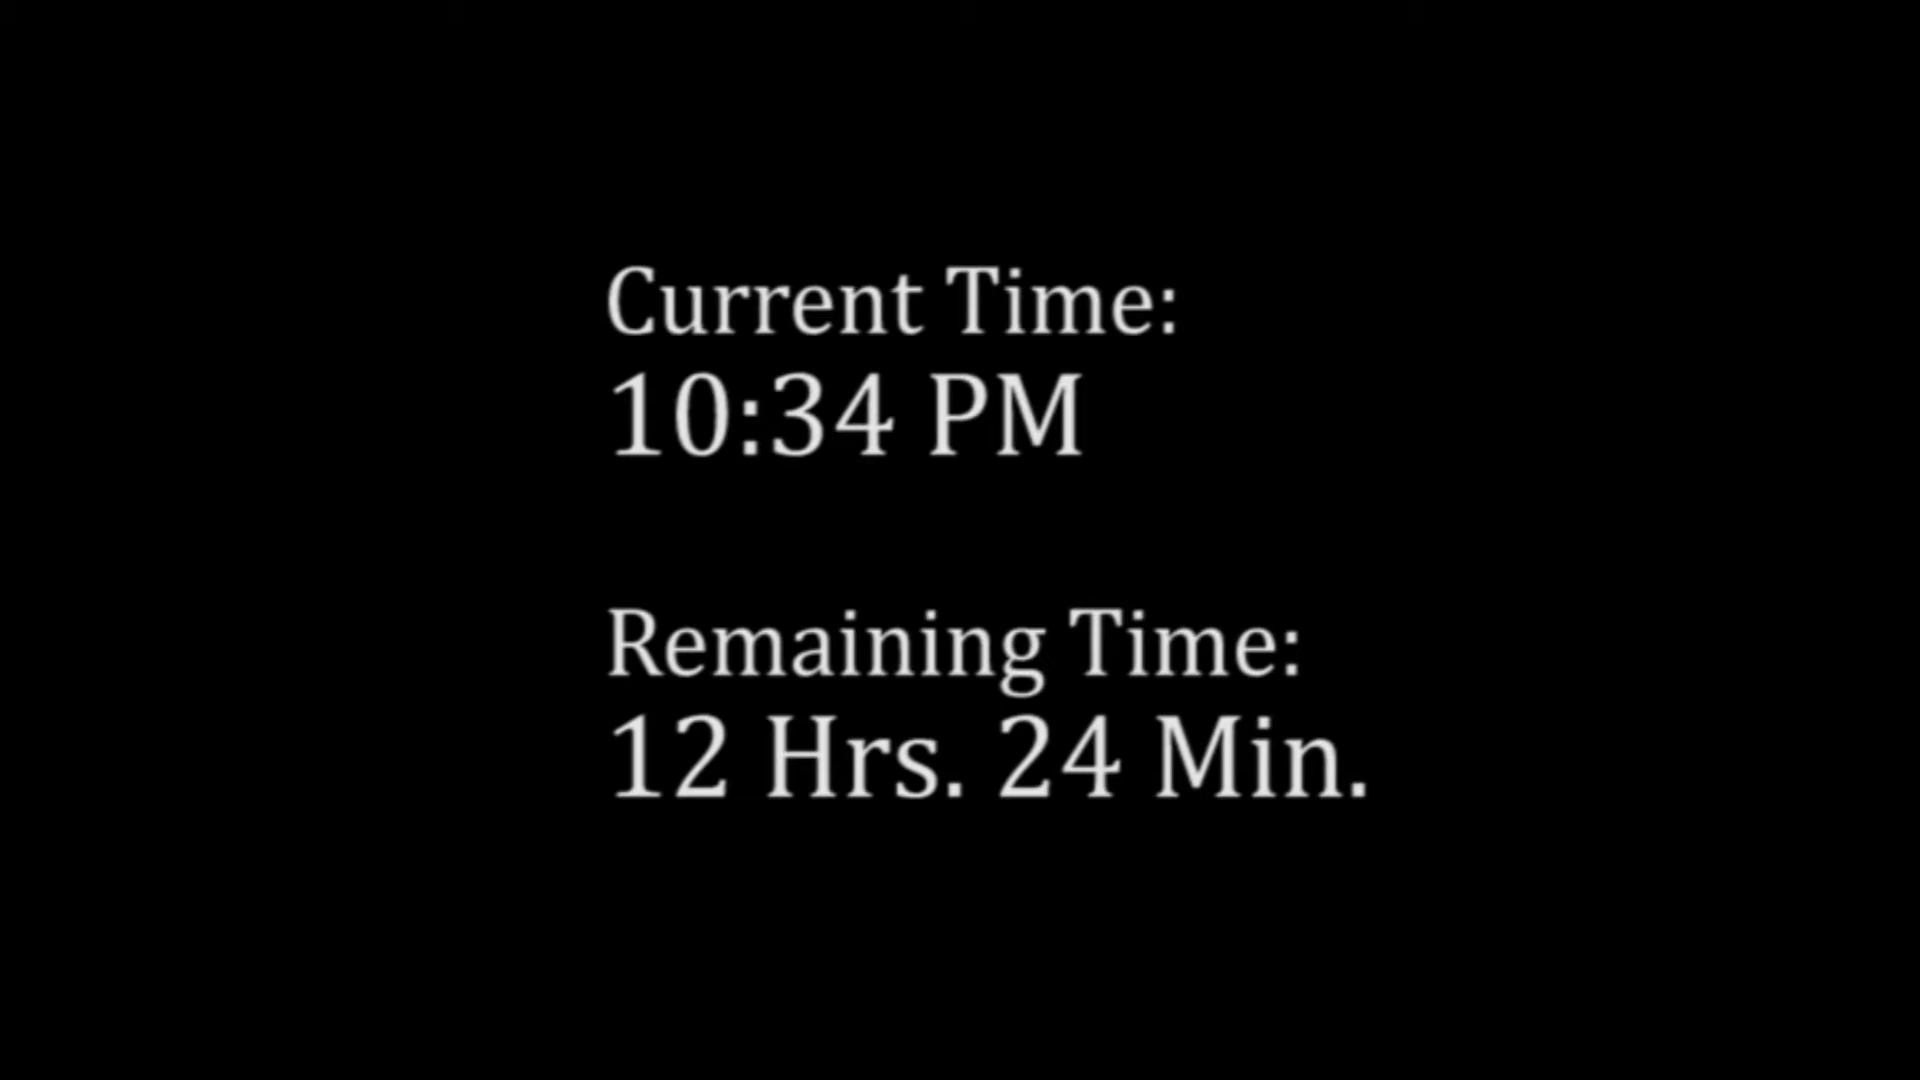 Current Time:
10:34 PM
Remaining Time:
12 Hrs. 24 Min.